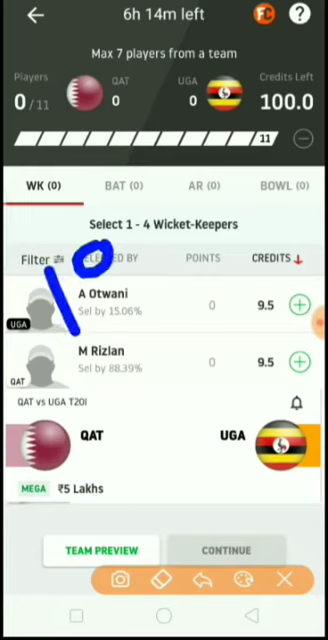 6h 14m left
FC
?
Max 7 players from a team
Players
QAT
UGA
Credits Left
0/11
0
0
100.0
11
WK (0)
BAT (0)
AR (0)
BOWL (0)
Select 1 - 4 Wicket-Keepers
Filter
BY
POINTS
CREDITS
A Otwani
Sel by 15.06%
0
9.5
UGA
M Rizlan
Sel by 88.39%
0
9.5
QAT
QAT vs UGA T20I
QAT
UGA
MEGA
₹5 Lakhs
TEAM PREVIEW
CONTINUE